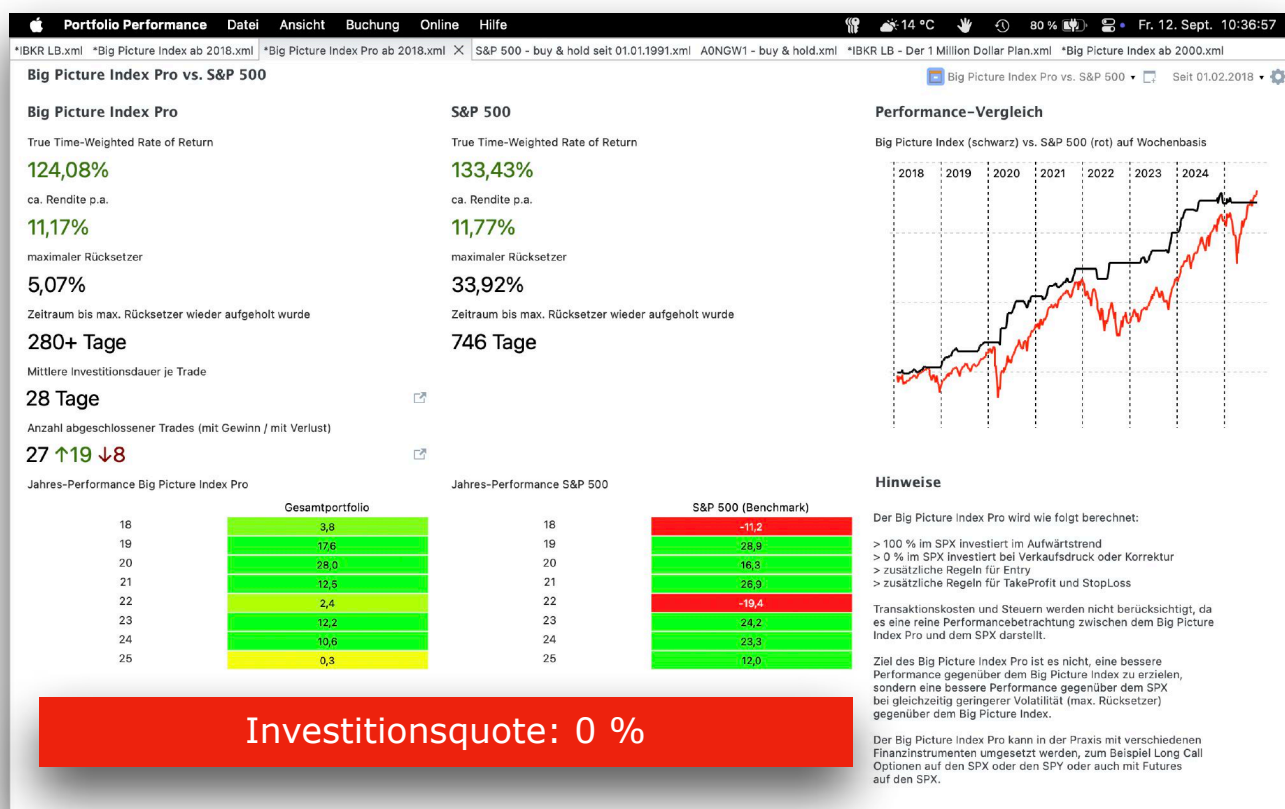 Portfolio Performance Datei Ansicht Buchung Online Hilfe 14 °C 80 % Fr. 12. Sept. 10:36:57
*IBKR LB.xml *Big Picture Index ab 2018.xml *Big Picture Index Pro ab 2018.xml S&P 500 - buy & hold seit 01.01.1991.xml A0NGW1 - buy & hold.xml *IBKR LB - Der 1 Million Dollar Plan.xml *Big Picture Index ab 2000.xml
Big Picture Index Pro vs. S&P 500
Big Picture Index Pro vs. S&P 500 Seit 01.02.2018
Big Picture Index Pro
True Time-Weighted Rate of Return
124,08%
ca. Rendite p.a.
11,17%
maximaler Rücksetzer
5,07%
Zeitraum bis max. Rücksetzer wieder aufgeholt wurde
280+ Tage
Mittlere Investitionsdauer je Trade
28 Tage
Anzahl abgeschlossener Trades (mit Gewinn / mit Verlust)
27 ↑19 ↓8
Jahres-Performance Big Picture Index Pro
Gesamtportfolio
18 3,8
19 17,6
20 28,0
21 12,5
22 2,4
23 12,2
24 10,6
25 0,3
S&P 500
True Time-Weighted Rate of Return
133,43%
ca. Rendite p.a.
11,77%
maximaler Rücksetzer
33,92%
Zeitraum bis max. Rücksetzer wieder aufgeholt wurde
746 Tage
Jahres-Performance S&P 500
S&P 500 (Benchmark)
18 -11,2
19 28,9
20 16,3
21 26,9
22 -19,4
23 24,2
24 23,3
25 12,0
Performance-Vergleich
Big Picture Index (schwarz) vs. S&P 500 (rot) auf Wochenbasis
2018 2019 2020 2021 2022 2023 2024
Hinweise
Der Big Picture Index Pro wird wie folgt berechnet:
> 100 % im SPX investiert im Aufwärtstrend
> 0 % im SPX investiert bei Verkaufsdruck oder Korrektur
> zusätzliche Regeln für Entry
> zusätzliche Regeln für TakeProfit und StopLoss
Transaktionskosten und Steuern werden nicht berücksichtigt, da
es eine reine Performancebetrachtung zwischen dem Big Picture
Index Pro und dem SPX darstellt.
Ziel des Big Picture Index Pro ist es nicht, eine bessere
Performance gegenüber dem Big Picture Index zu erzielen,
sondern eine bessere Performance gegenüber dem SPX
bei gleichzeitig geringerer Volatilität (max. Rücksetzer)
gegenüber dem Big Picture Index.
Der Big Picture Index Pro kann in der Praxis mit verschiedenen
Finanzinstrumenten umgesetzt werden, zum Beispiel Long Call
Optionen auf den SPX oder den SPY oder auch mit Futures
auf den SPX.
Investitionsquote: 0 %